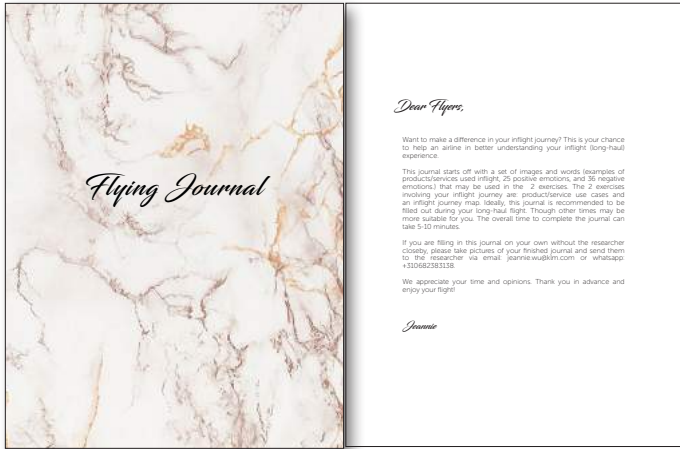 Flying Journal
Dear Flyers,
Want to make a difference in your inflight journey? This is your chance
to help an airline in better understanding your inflight (long-haul)
experience.
This journal starts off with a set of images and words (examples of
products/services used inflight, 25 positive emotions, and 36 negative
emotions.) that may be used in the 2 exercises. The 2 exercises
involving your inflight journey are: product/service use cases and
an inflight journey map. Ideally, this journal is recommended to be
filled out during your long-haul flight. Though other times may be
more suitable for you. The overall time to complete the journal can
take 5-10 minutes.
If you are filling in this journal on your own without the researcher
closeby, please take pictures of your finished journal and send them
to the researcher via email: jeannie.wu@klm.com or whatsapp:
+310682383138.
We appreciate your time and opinions. Thank you in advance and
enjoy your flight!
Jeannie